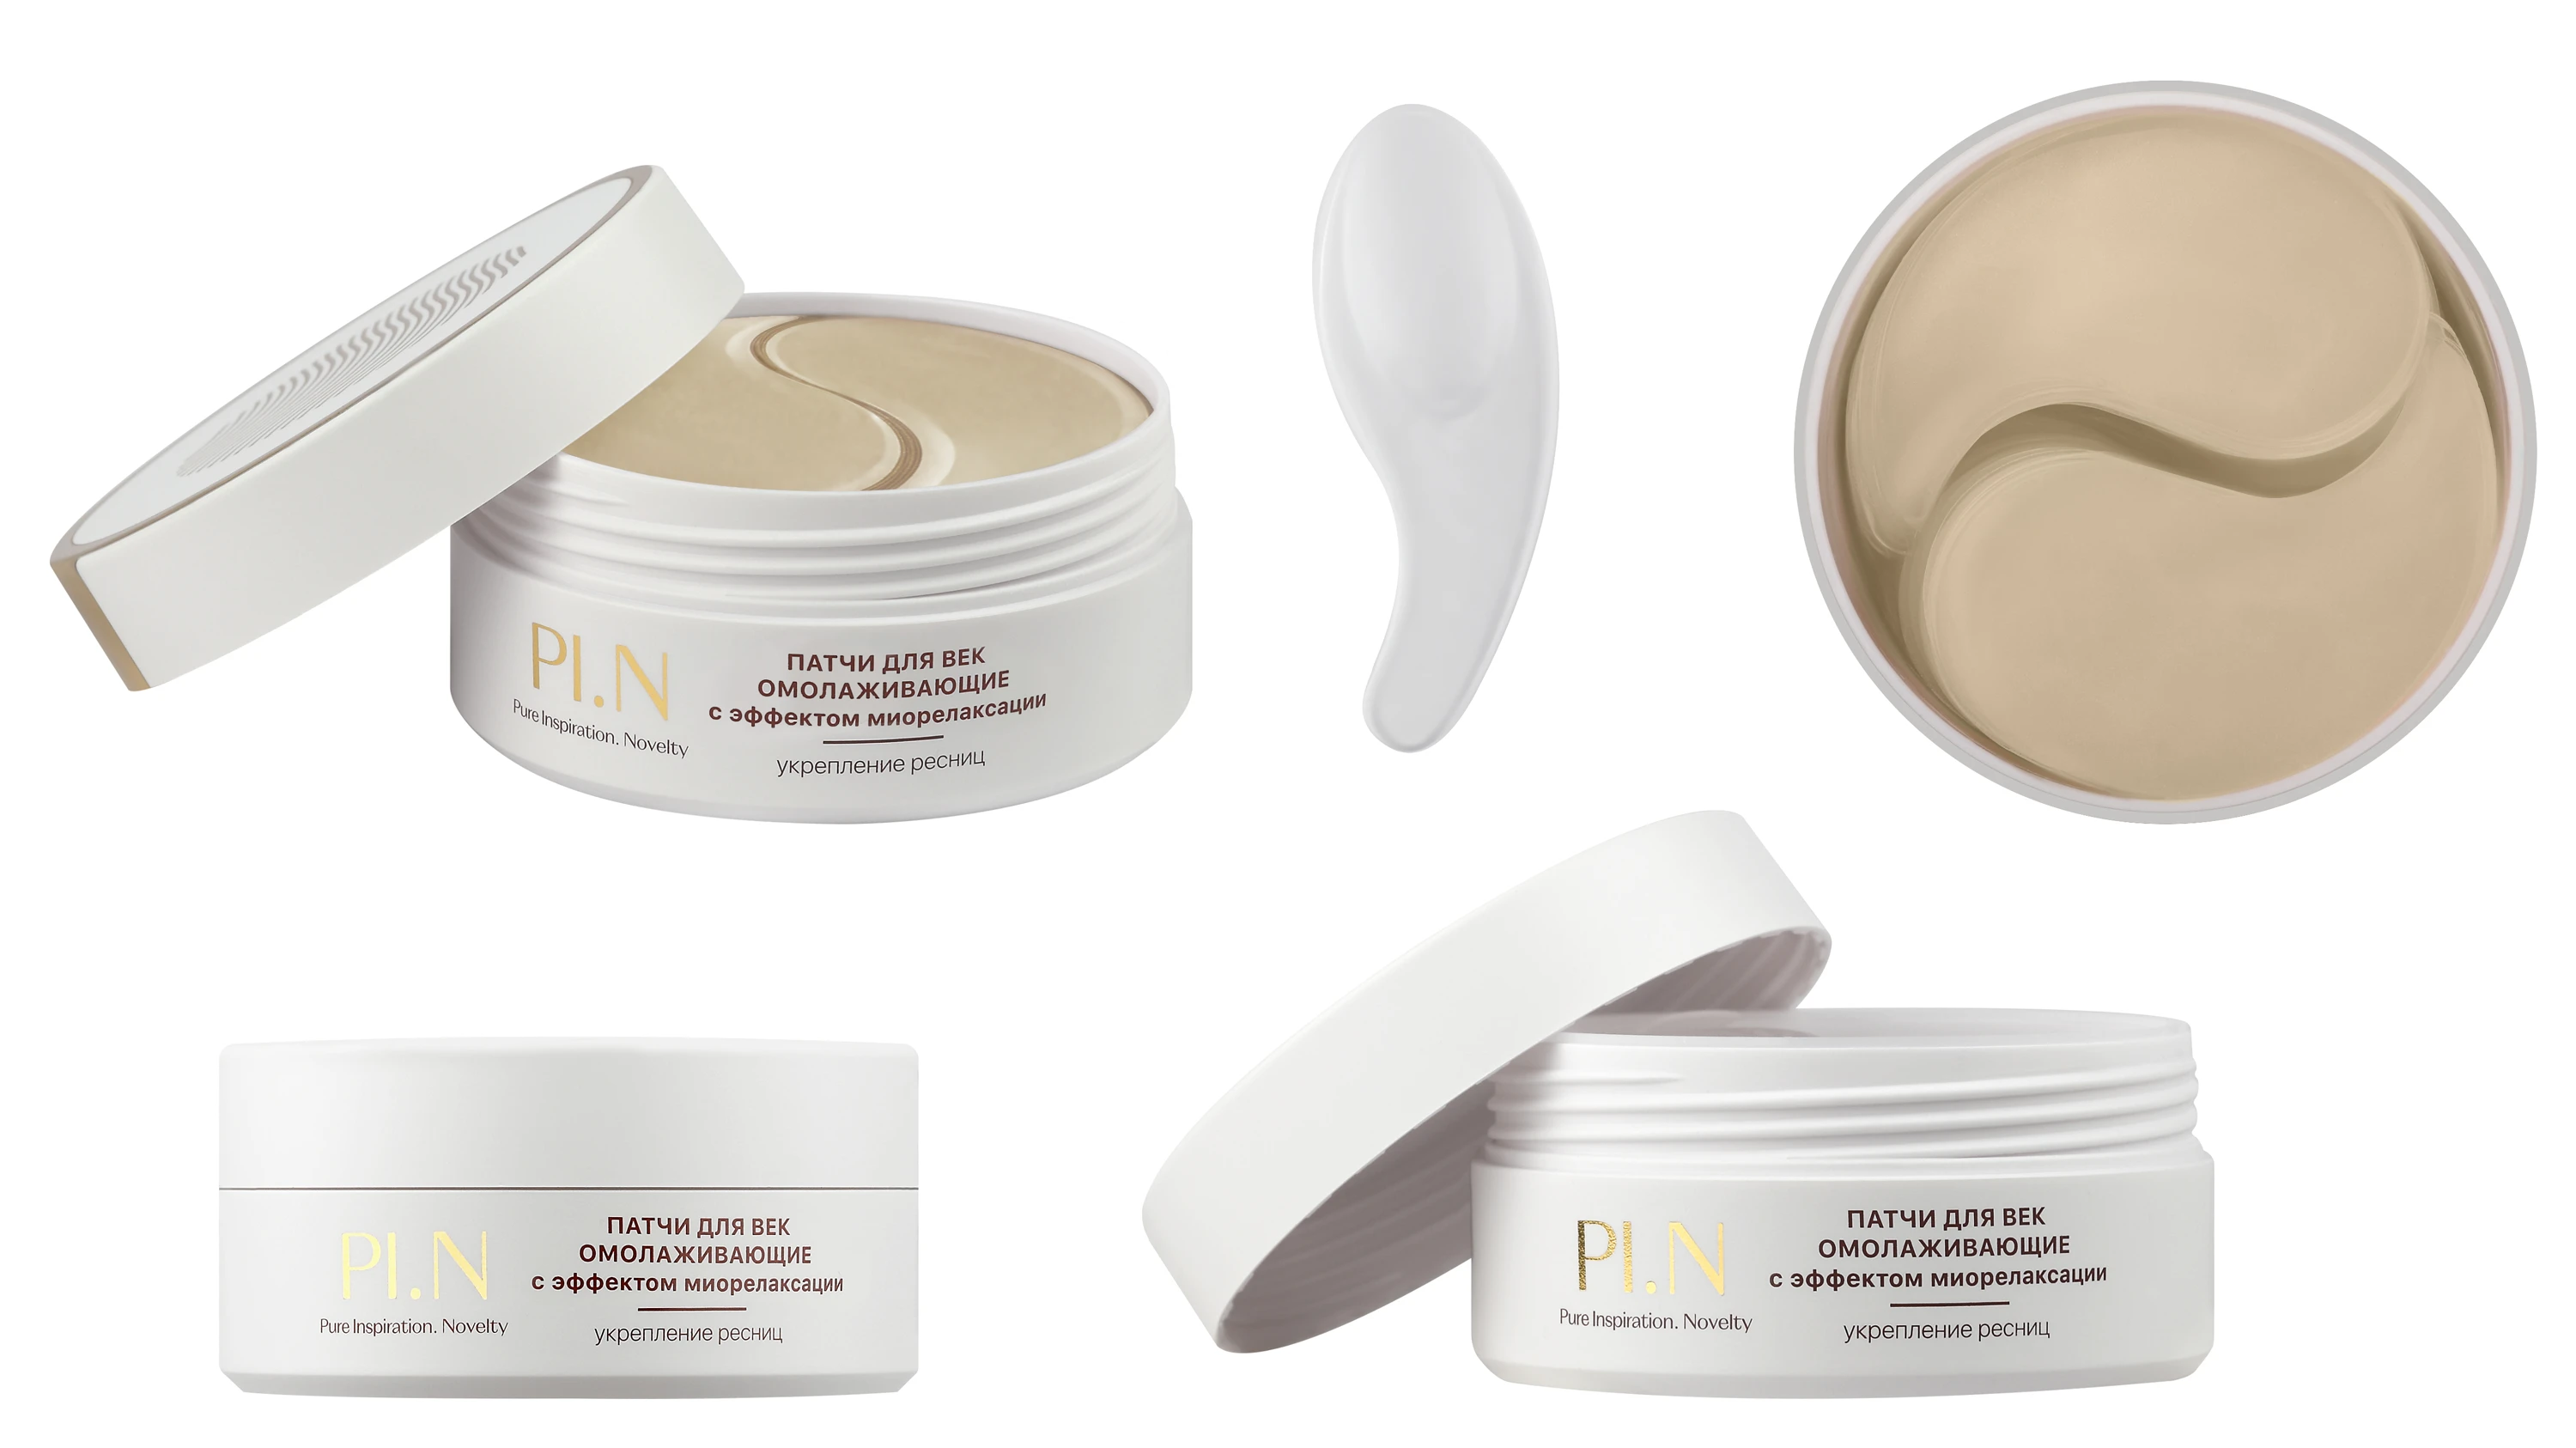 PI.N
Pure Inspiration. Novelty
ПАТЧИ ДЛЯ ВЕК
ОМОЛАЖИВАЮЩИЕ
с эффектом миорелаксации
укрепление ресниц
PI.N
Pure Inspiration. Novelty
ПАТЧИ ДЛЯ ВЕК
ОМОЛАЖИВАЮЩИЕ
с эффектом миорелаксации
укрепление ресниц
PI.N
Pure Inspiration. Novelty
ПАТЧИ ДЛЯ ВЕК
ОМОЛАЖИВАЮЩИЕ
с эффектом миорелаксации
укрепление ресниц